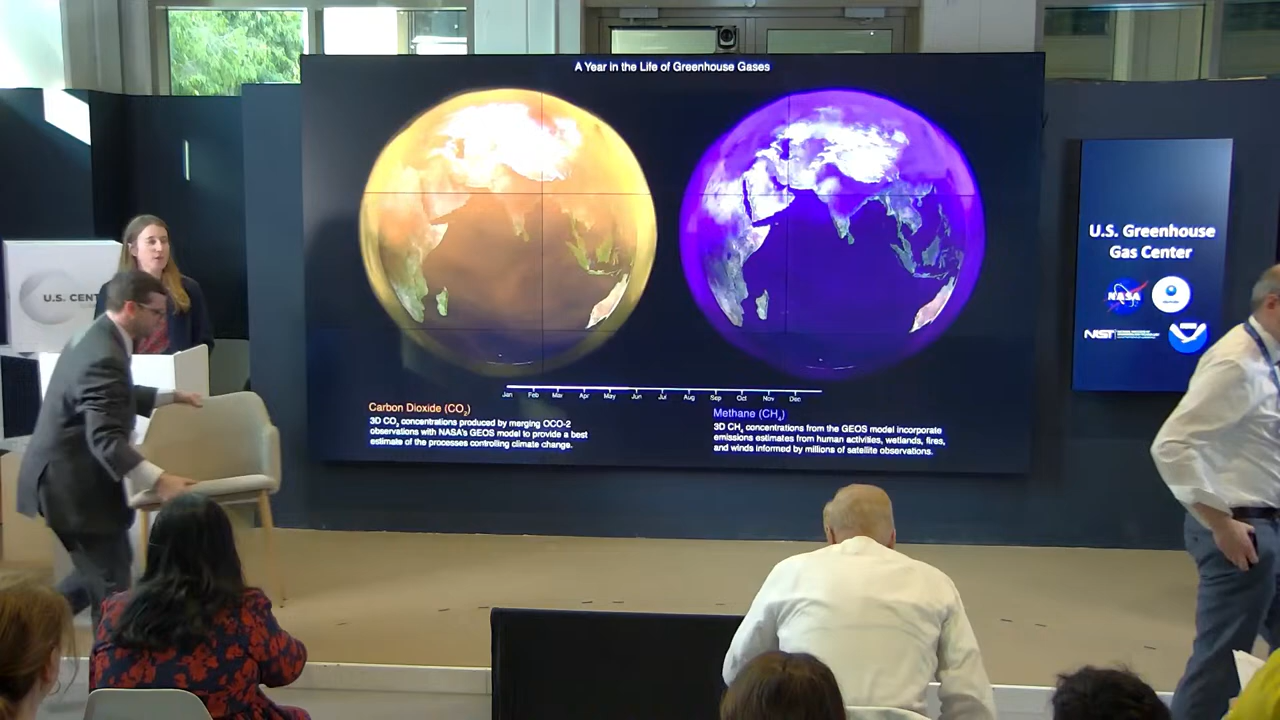 A Year in the Life of Greenhouse Gases
U.S. CENT
U.S. Greenhouse
Gas Center
NASA
NIST
NOAA
Jan Feb Mar Apr May Jun Jul Aug Sep Oct Nov Dec
Carbon Dioxide (CO₂)
3D CO₂ concentrations produced by merging OCO-2
observations with NASA's GEOS model to provide a best
estimate of the processes controlling climate change.
Methane (CH₄)
3D CH₄ concentrations from the GEOS model incorporate
emissions estimates from human activities, wetlands, fires,
and winds informed by millions of satellite observations.